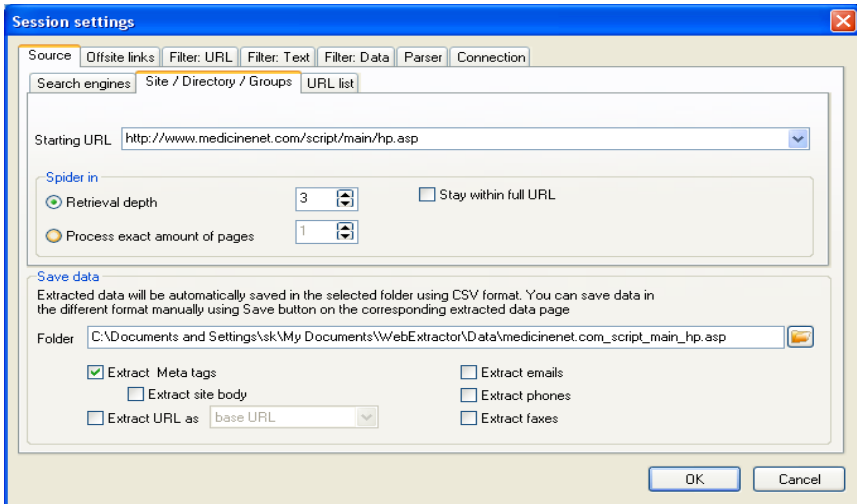 Session settings
Source Offsite links Filter: URL Filter: Text Filter: Data Parser Connection
Search engines Site / Directory / Groups URL list
Starting URL http://www.medicinenet.com/script/main/hp.asp
Spider in
Retrieval depth 3 Stay within full URL
Process exact amount of pages 1
Save data
Extracted data will be automatically saved in the selected folder using CSV format. You can save data in
the different format manually using Save button on the corresponding extracted data page
Folder C:\Documents and Settings\sk\My Documents\WebExtractor\Data\medicinenet.com_script_main_hp.asp
Extract Meta tags Extract emails
Extract site body Extract phones
Extract URL as base URL Extract faxes
OK Cancel